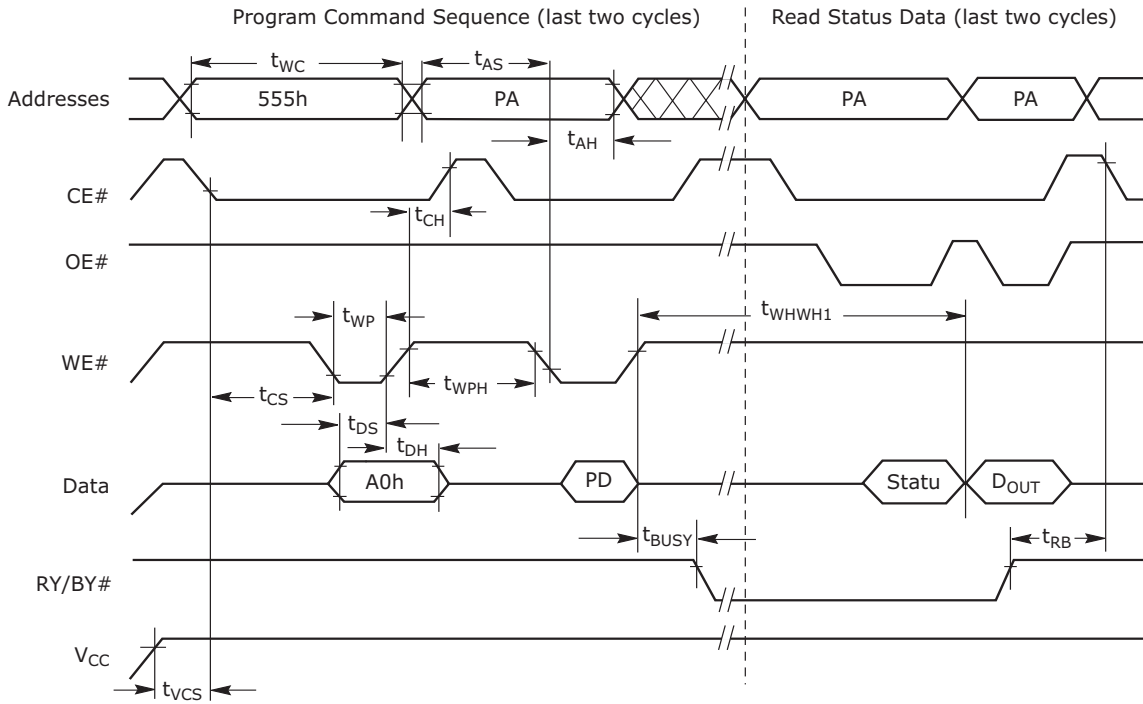 Program Command Sequence (last two cycles)
Read Status Data (last two cycles)
tWC
tAS
Addresses
555h
PA
PA
PA
tAH
CE#
tCH
OE#
tWP
tWHWH1
WE#
tCS
tWPH
tDS
tDH
Data
A0h
PD
Statu
DOUT
tBUSY
tRB
RY/BY#
VCC
tVCS